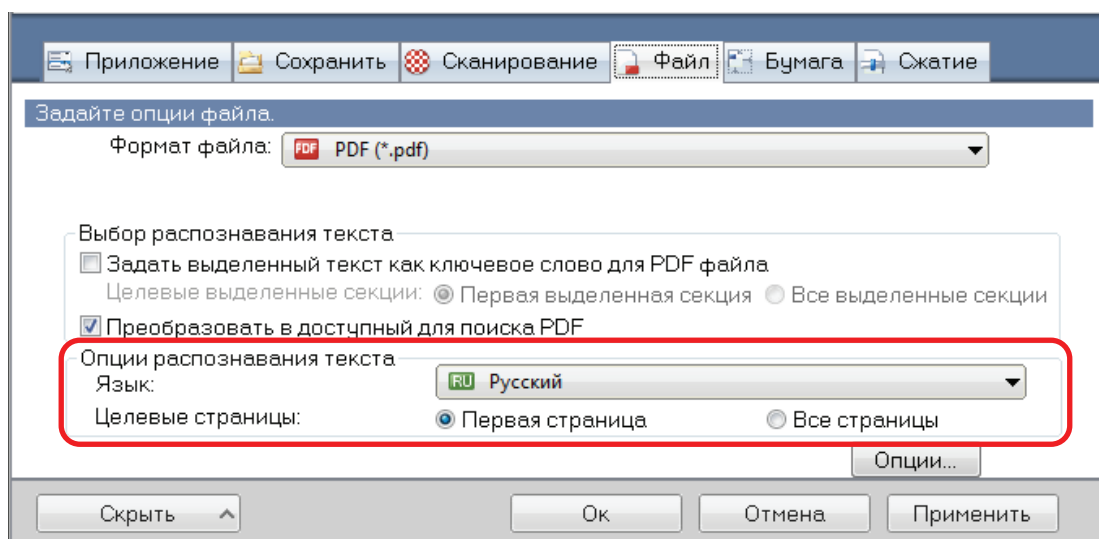 Приложение Сохранить Сканирование Файл Бумага Сжатие
Задайте опции файла.
Формат файла: PDF PDF (*.pdf)
Выбор распознавания текста
Задать выделенный текст как ключевое слово для PDF файла
Целевые выделенные секции: Первая выделенная секция Все выделенные секции
Преобразовать в доступный для поиска PDF
Опции распознавания текста
Язык: RU Русский
Целевые страницы: Первая страница Все страницы
Опции...
Скрыть Ок Отмена Применить